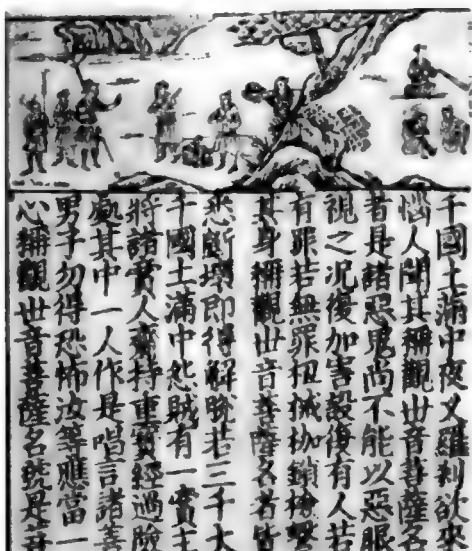 千國土滿中夜叉羅刹欲來
惱人聞其稱觀世音菩薩名
者是諸惡鬼尚不能以惡眼
視之况復加害設復有人若
有罪若無罪杻械枷鎖檢繫
其身稱觀世音菩薩名者皆
悉斷壞即得解脫若三千大
千國土滿中怨賊有一商主
將諸商人齎持重寶經過險
處其中一人作是唱言諸善
男子勿得恐怖汝等應當一
心稱觀世音菩薩名號是菩